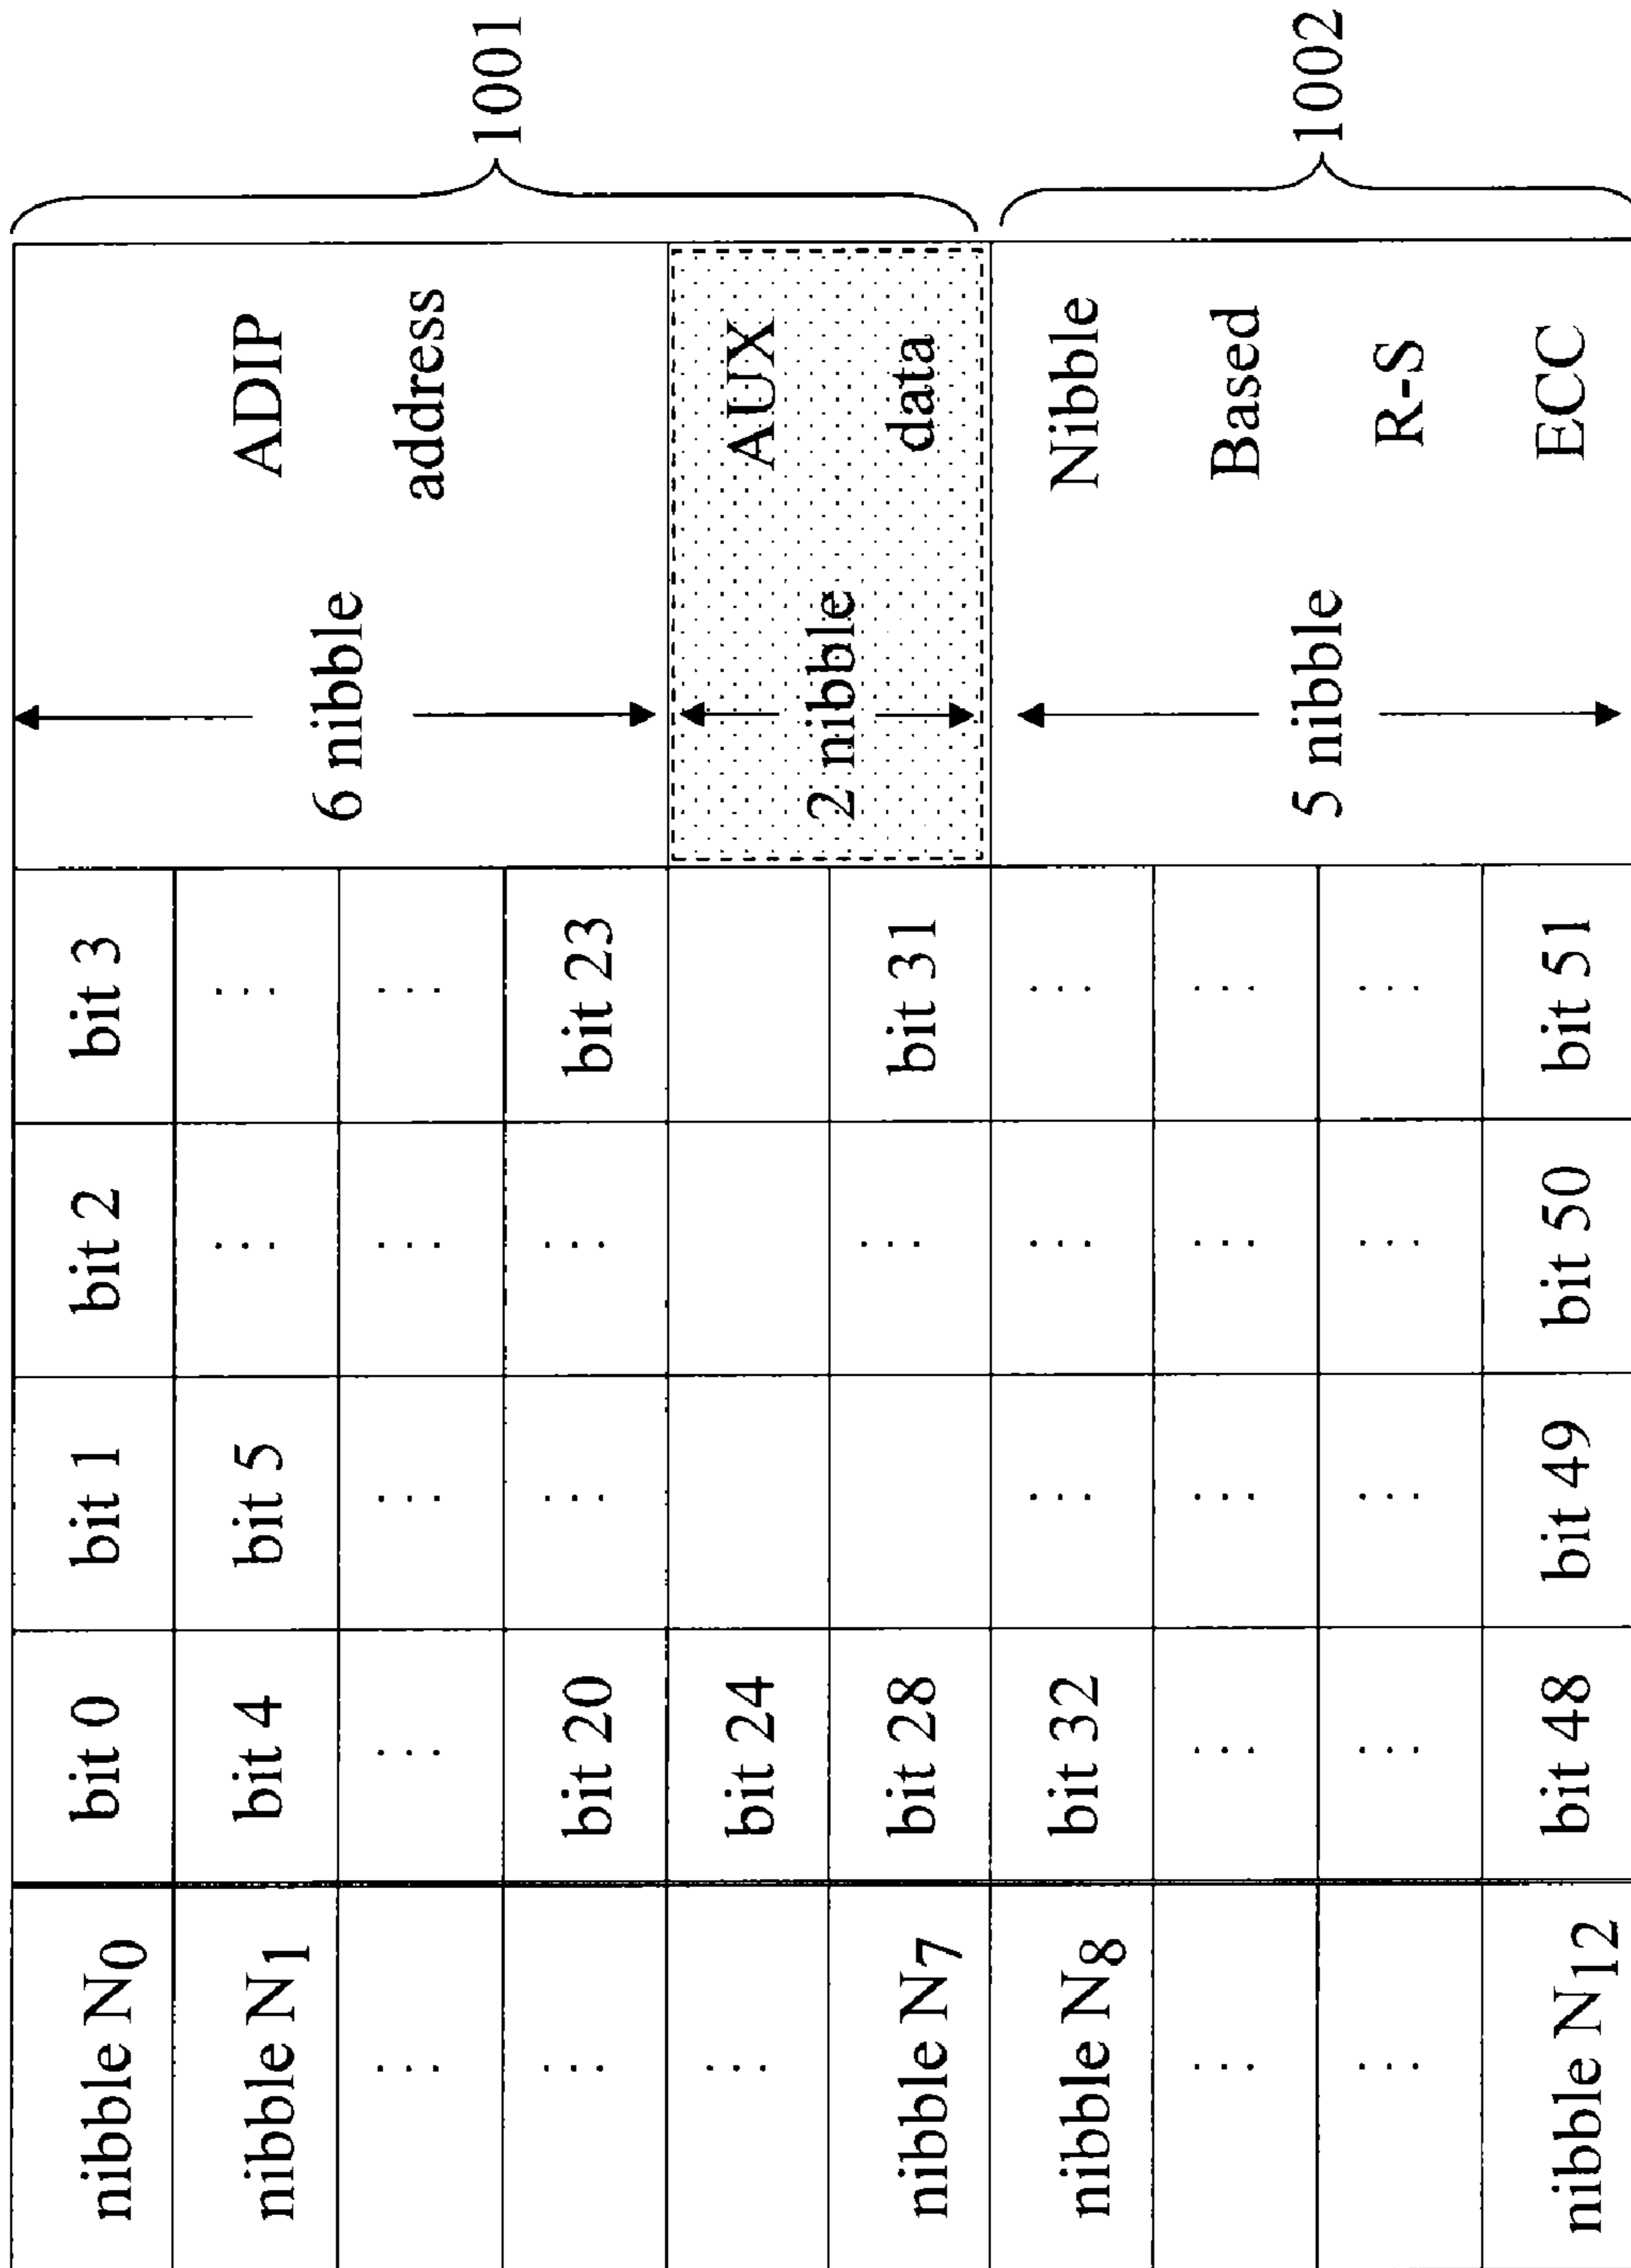 nibble N0 bit 0 bit 1 bit 2 bit 3
nibble N1 bit 4 bit 5 ... ...
... ... ... ... ...
... bit 20 ... ... bit 23
... bit 24
nibble N7 bit 28 ... bit 31
nibble N8 bit 32 ... ... ...
... ... ... ... ...
... ... ... ... ...
nibble N12 bit 48 bit 49 bit 50 bit 51
6 nibble
ADIP
address
2 nibble
AUX
data
5 nibble
Nibble
Based
R-S
ECC
1001
1002